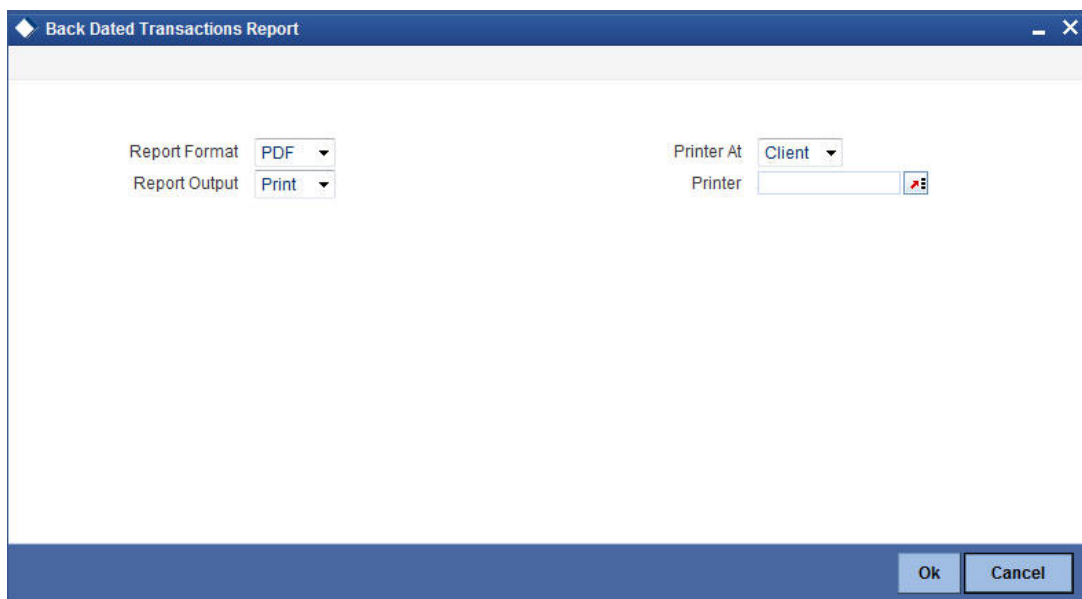 Back Dated Transactions Report
Report Format PDF
Printer At Client
Report Output Print
Printer
Ok Cancel